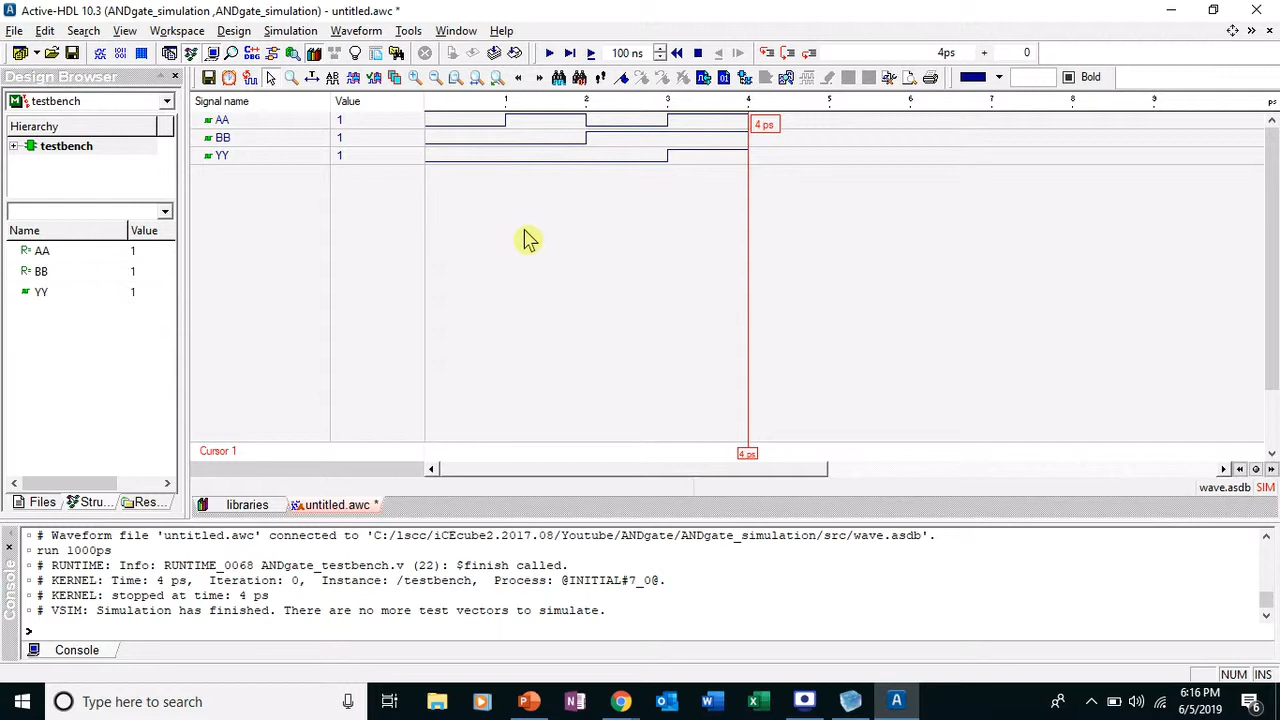 Active-HDL 10.3 (ANDgate_simulation ,ANDgate_simulation) - untitled.awc *
File Edit Search View Workspace Design Simulation Waveform Tools Window Help
100 ns 4ps + 0
Design Browser Bold
testbench
Signal name Value 1 2 3 4 5 6 7 8 9 ps
AA 1 4 ps
BB 1
YY 1
Hierarchy
testbench
Name Value
AA 1
BB 1
YY 1
Cursor 1 4 ps
wave.asdb SIM
Files Stru... Res...
libraries untitled.awc *
Console
# Waveform file 'untitled.awc' connected to 'C:/lscc/iCEcube2.2017.08/Youtube/ANDgate/ANDgate_simulation/src/wave.asdb'.
run 1000ps
# RUNTIME: Info: RUNTIME_0068 ANDgate_testbench.v (22): $finish called.
# KERNEL: Time: 4 ps, Iteration: 0, Instance: /testbench, Process: @INITIAL#7_0@.
# KERNEL: stopped at time: 4 ps
# VSIM: Simulation has finished. There are no more test vectors to simulate.
>
Console
NUM INS
Type here to search
6:16 PM
6/5/2019
6